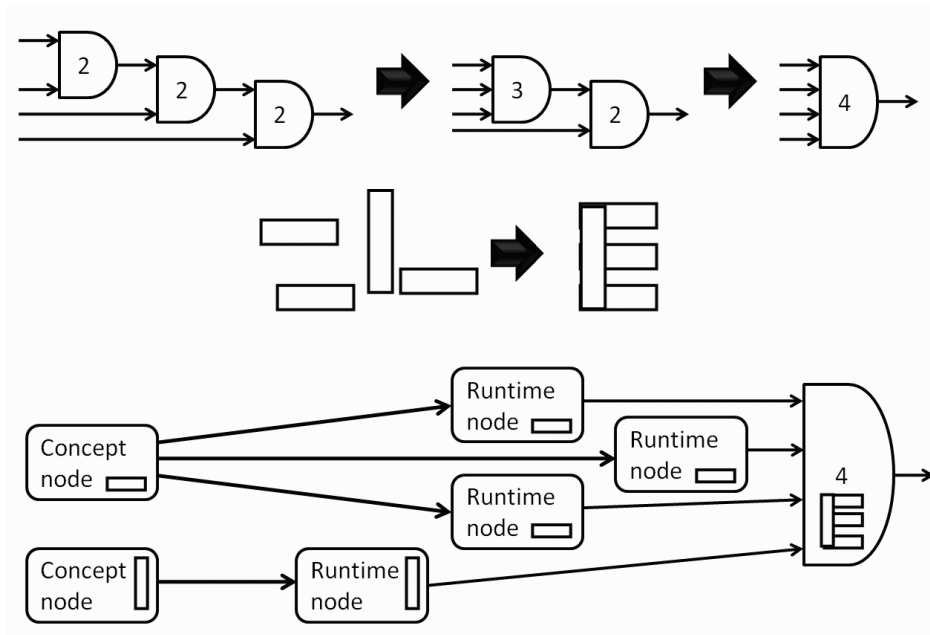 2
2
2
3
2
4
Runtime
node
Concept
node
Runtime
node
Runtime
node
4
Concept
node
Runtime
node